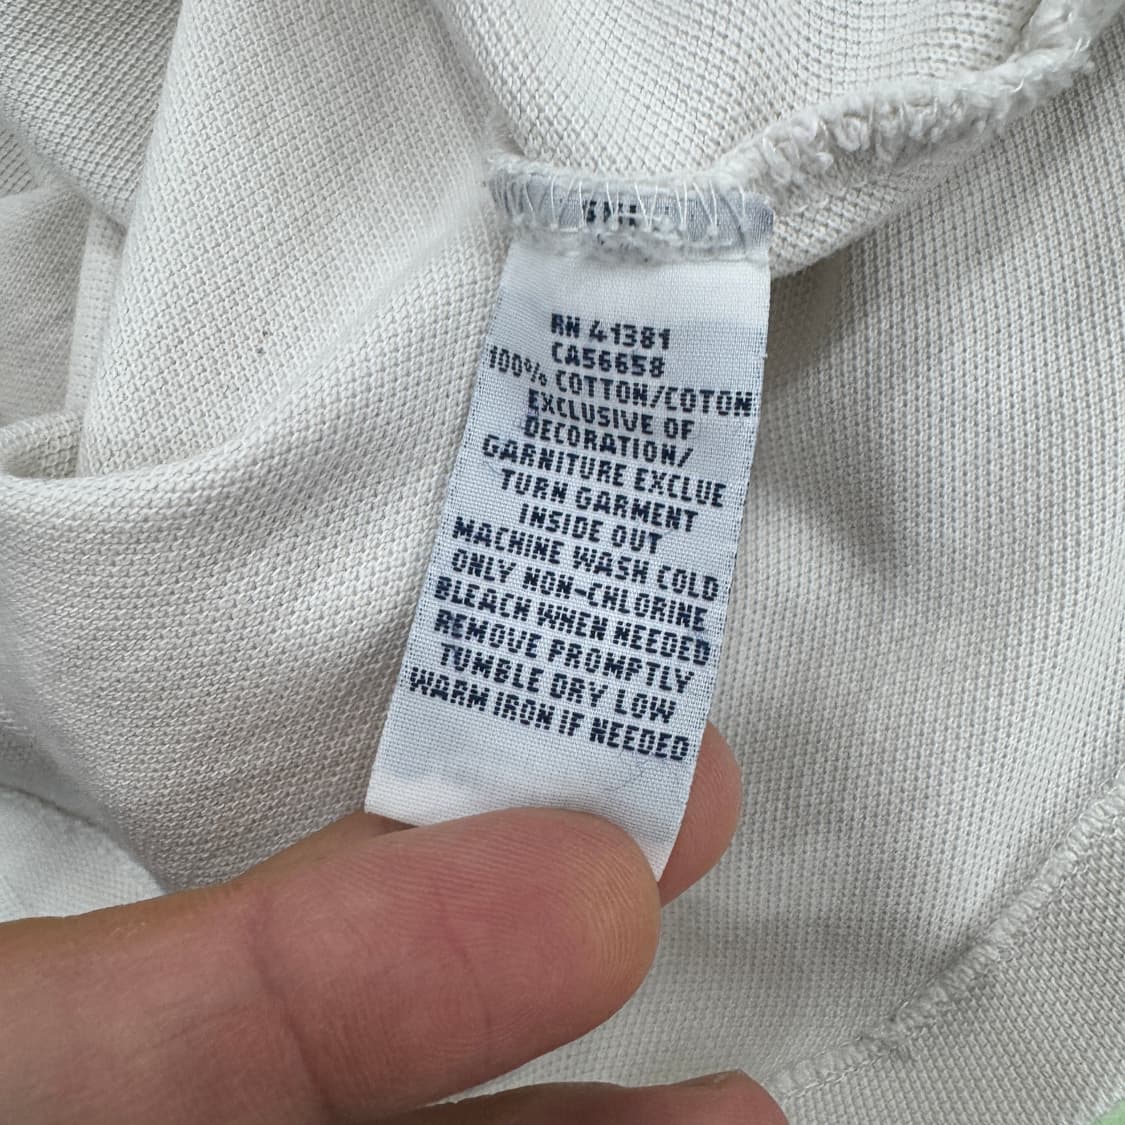 RN 41381
CA56658
100% COTTON/COTON
EXCLUSIVE OF
DECORATION/
GARNITURE EXCLUE
TURN GARMENT
INSIDE OUT
MACHINE WASH COLD
ONLY NON-CHLORINE
BLEACH WHEN NEEDED
REMOVE PROMPTLY
TUMBLE DRY LOW
WARM IRON IF NEEDED